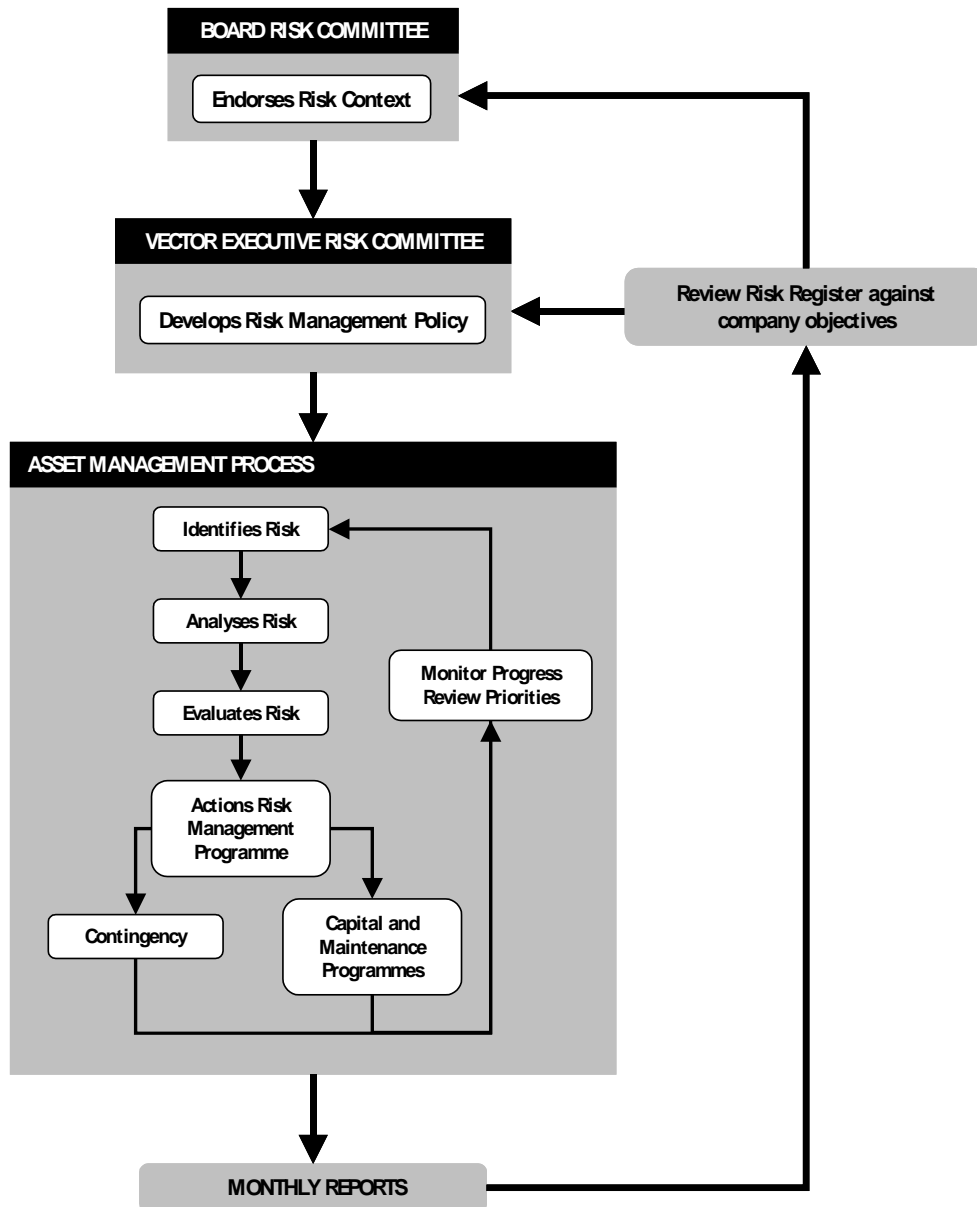 BOARD RISK COMMITTEE
Endorses Risk Context
VECTOR EXECUTIVE RISK COMMITTEE
Develops Risk Management Policy
Review Risk Register against
company objectives
ASSET MANAGEMENT PROCESS
Identifies Risk
Analyses Risk
Evaluates Risk
Monitor Progress
Review Priorities
Actions Risk
Management
Programme
Contingency
Capital and
Maintenance
Programmes
MONTHLY REPORTS